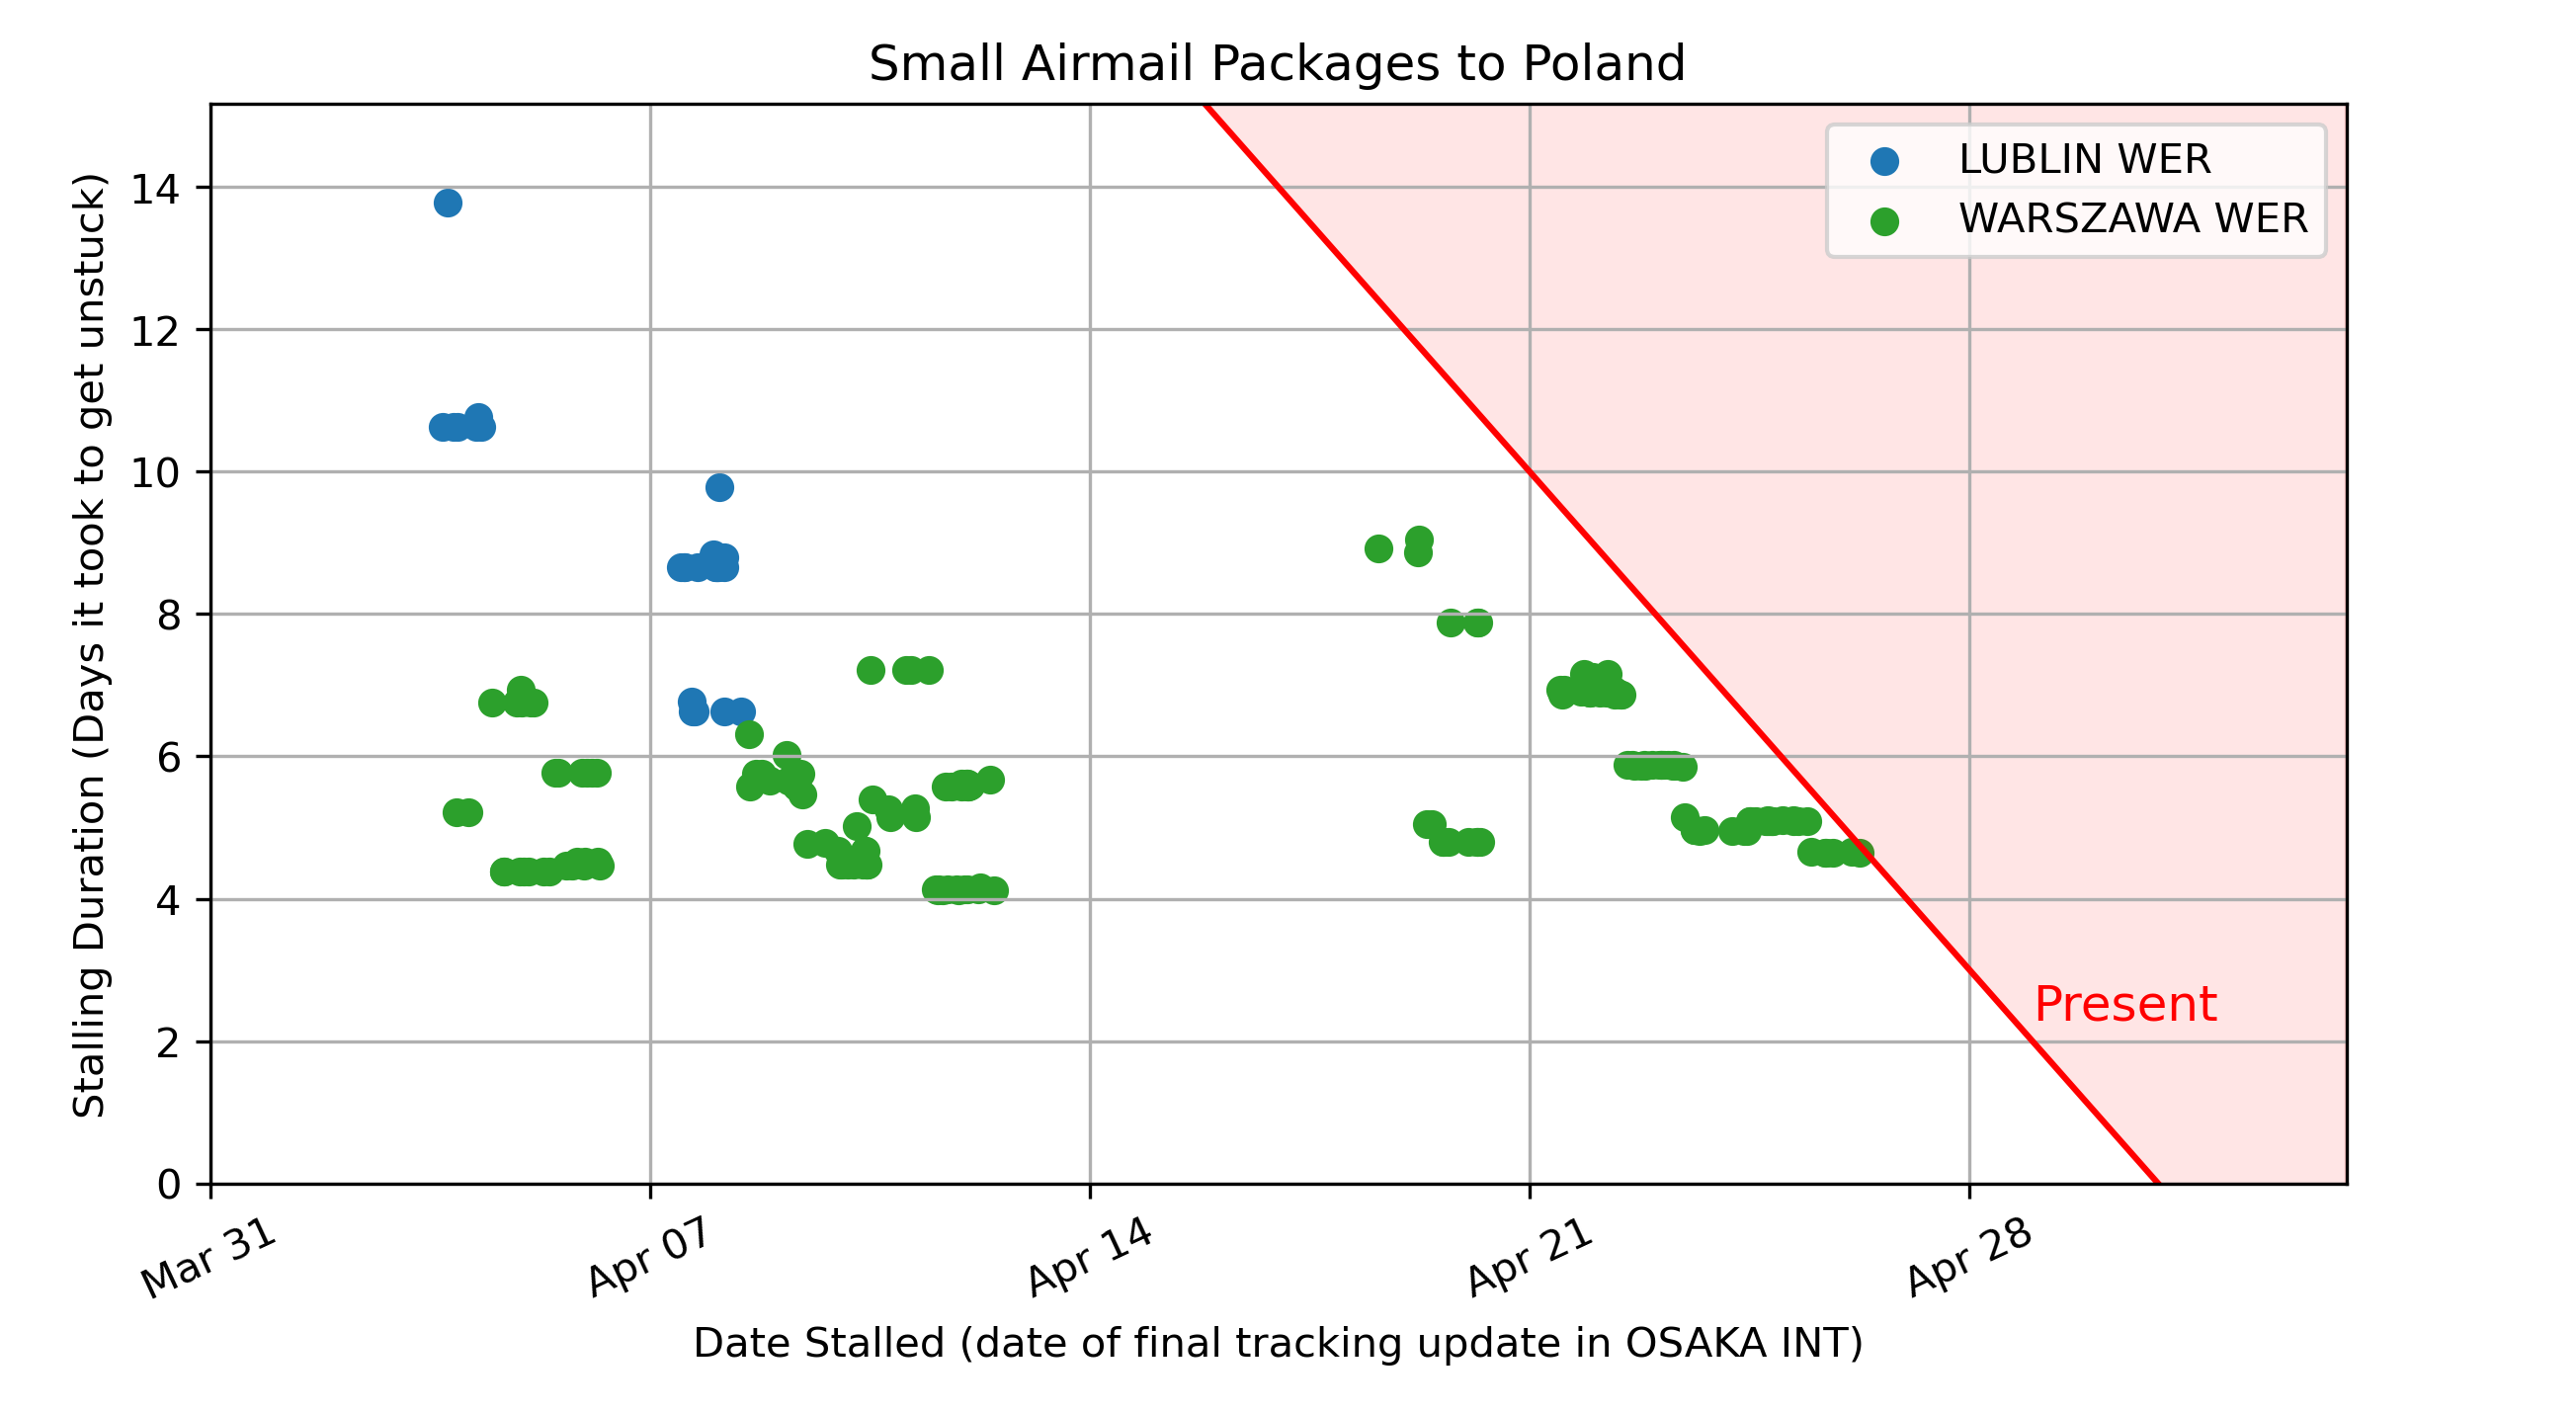 Small Airmail Packages to Poland
LUBLIN WER
WARSZAWA WER
Stalling Duration (Days it took to get unstuck)
14
12
10
8
6
4
2
0
Present
Mar 31
Apr 07
Apr 14
Apr 21
Apr 28
Date Stalled (date of final tracking update in OSAKA INT)